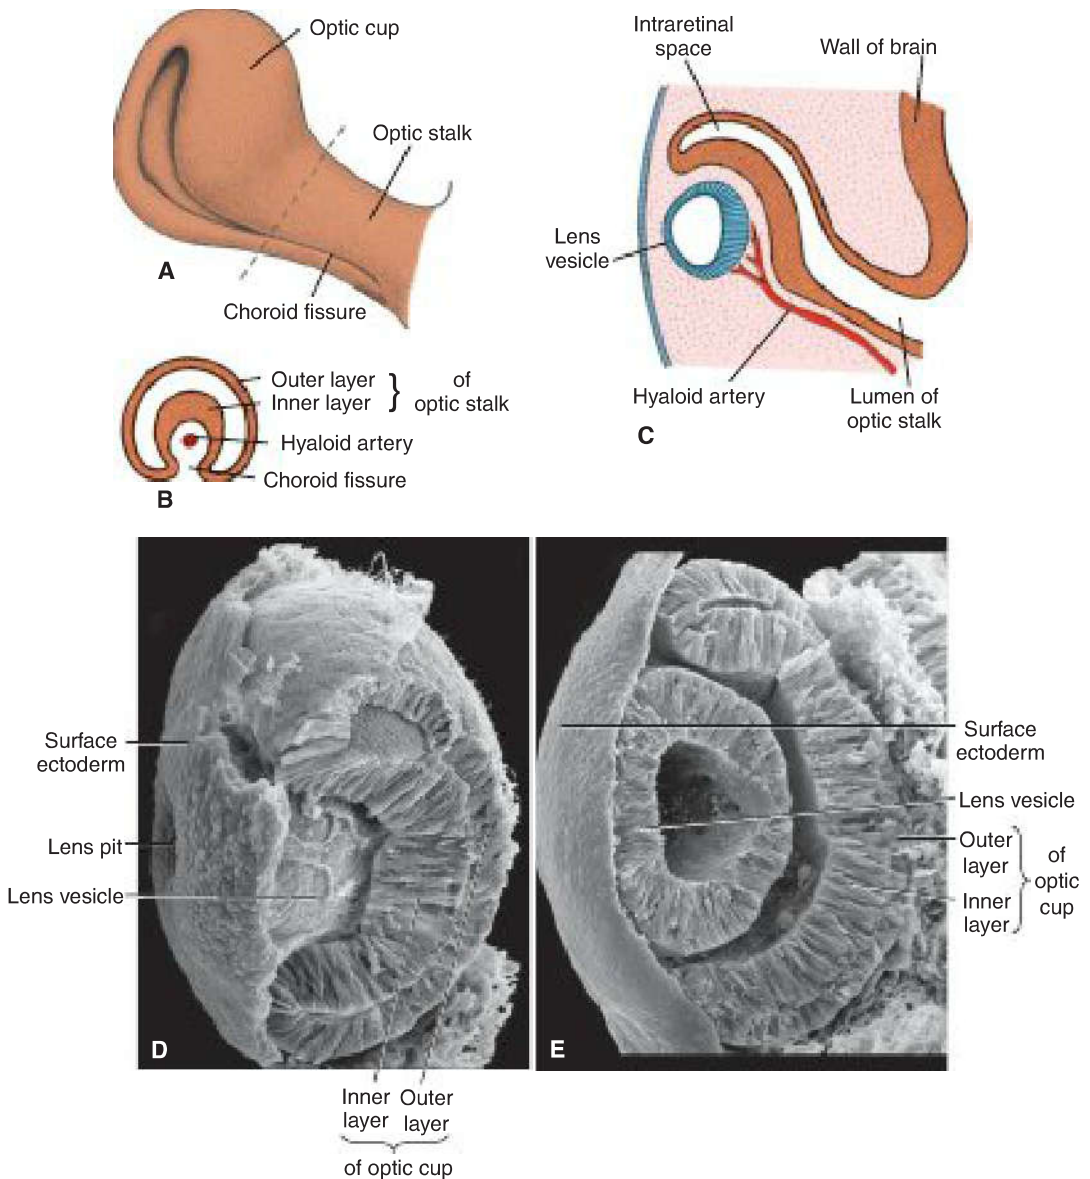 Optic cup
Optic stalk
A
Choroid fissure
Outer layer
Inner layer
}
of
optic stalk
Hyaloid artery
Choroid fissure
B
Intraretinal
space
Wall of brain
Lens
vesicle
Hyaloid artery
Lumen of
optic stalk
C
Surface
ectoderm
Lens pit
Lens vesicle
D
Inner
layer
Outer
layer
of optic cup
E
Surface
ectoderm
Lens vesicle
Outer
layer
Inner
layer
of
optic
cup